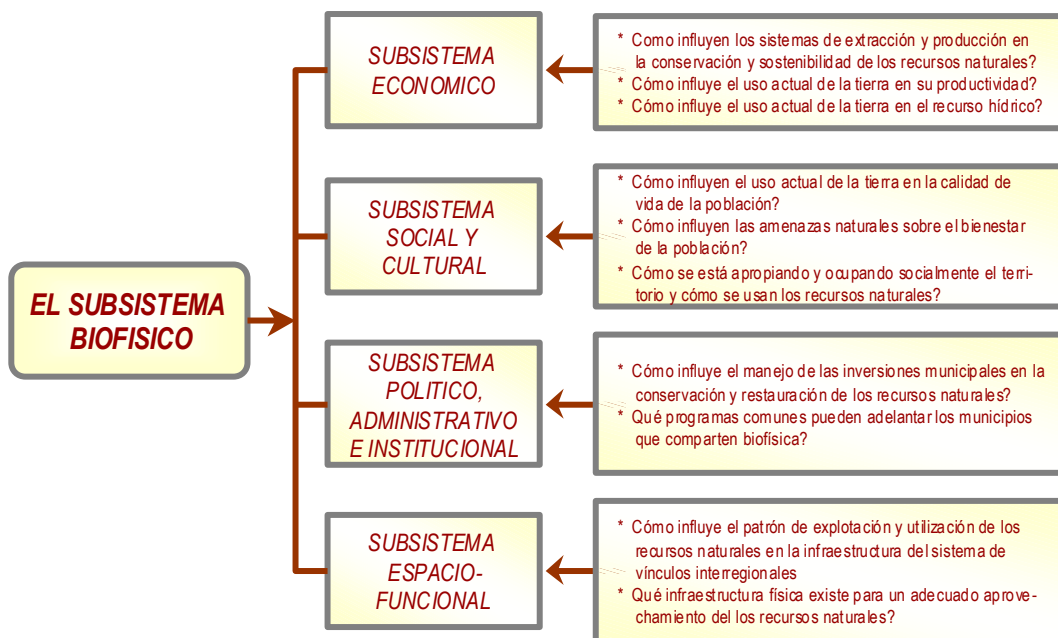 EL SUBSISTEMA
BIOFISICO
SUBSISTEMA
ECONOMICO
* Como influyen los sistemas de extracción y producción en
la conservación y sostenibilidad de los recursos naturales?
* Cómo influye el uso actual de la tierra en su productividad?
* Cómo influye el uso actual de la tierra en el recurso hídrico?
SUBSISTEMA
SOCIAL Y
CULTURAL
* Cómo influyen el uso actual de la tierra en la calidad de
vida de la población?
* Cómo influyen las amenazas naturales sobre el bienestar
de la población?
* Cómo se está apropiando y ocupando socialmente el terri-
torio y cómo se usan los recursos naturales?
SUBSISTEMA
POLITICO,
ADMINISTRATIVO
E INSTITUCIONAL
* Cómo influye el manejo de las inversiones municipales en la
conservación y restauración de los recursos naturales?
* Qué programas comunes pueden adelantar los municipios
que comparten biofísica?
SUBSISTEMA
ESPACIO-
FUNCIONAL
* Cómo influye el patrón de explotación y utilización de los
recursos naturales en la infraestructura del sistema de
vínculos interregionales
* Qué infraestructura física existe para un adecuado aprove-
chamiento del los recursos naturales?